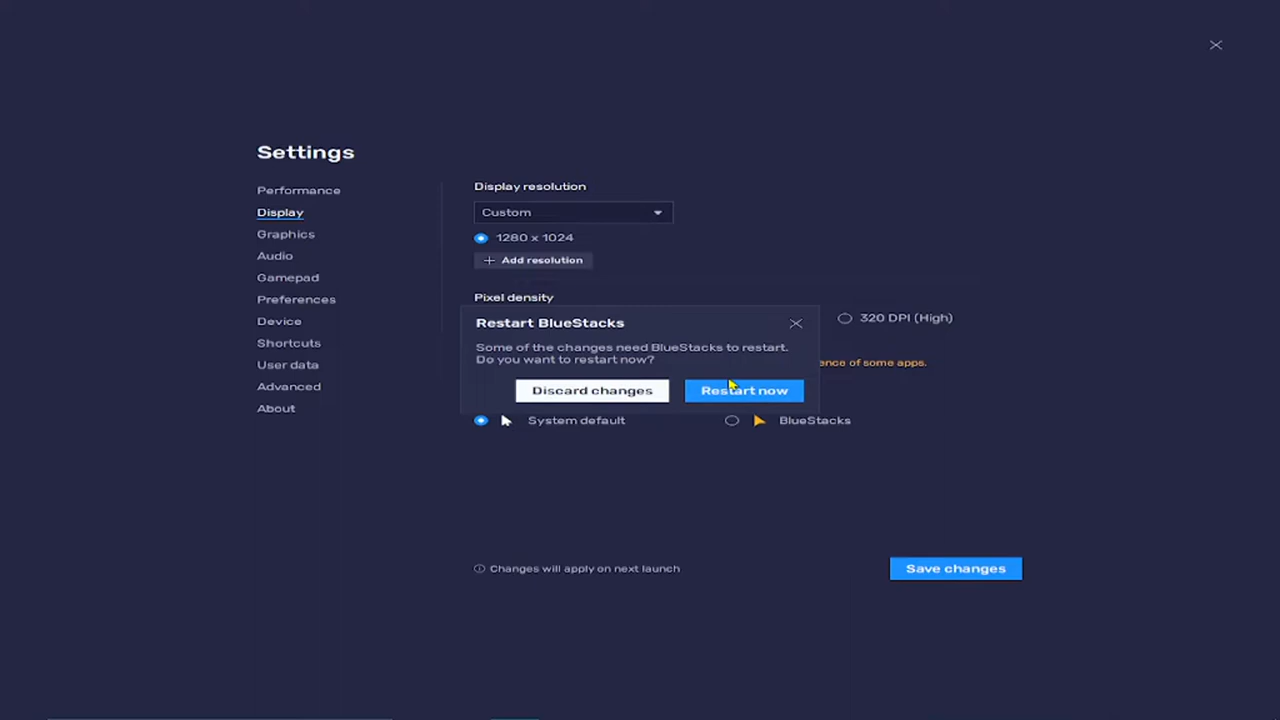 Settings
Performance
Display
Graphics
Audio
Gamepad
Preferences
Device
Shortcuts
User data
Advanced
About
Display resolution
Custom
1280 x 1024
Add resolution
Pixel density
320 DPI (High)
Restart BlueStacks
Some of the changes need BlueStacks to restart.
Do you want to restart now?
of some apps.
Discard changes
Restart now
System default
BlueStacks
Changes will apply on next launch
Save changes